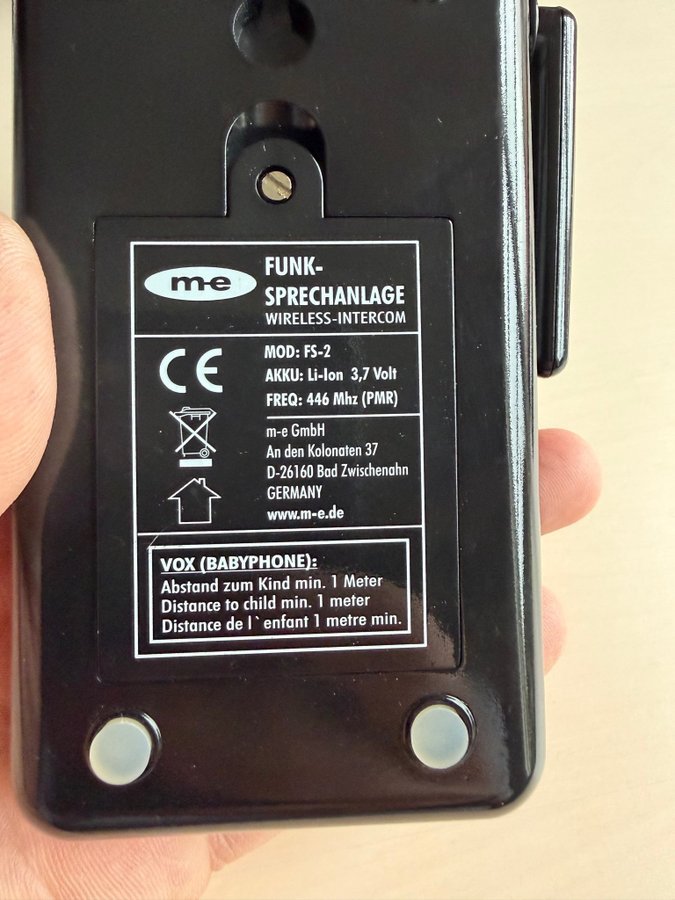 m-e
FUNK-
SPRECHANLAGE
WIRELESS-INTERCOM
CE
MOD: FS-2
AKKU: Li-Ion 3,7 Volt
FREQ: 446 Mhz (PMR)
m-e GmbH
An den Kolonaten 37
D-26160 Bad Zwischenahn
GERMANY
www.m-e.de
VOX (BABYPHONE):
Abstand zum Kind min. 1 Meter
Distance to child min. 1 meter
Distance de l`enfant 1 metre min.